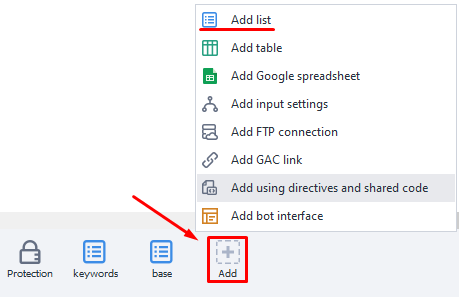 Add list
Add table
Add Google spreadsheet
Add input settings
Add FTP connection
Add GAC link
Add using directives and shared code
Add bot interface
Protection
keywords
base
Add